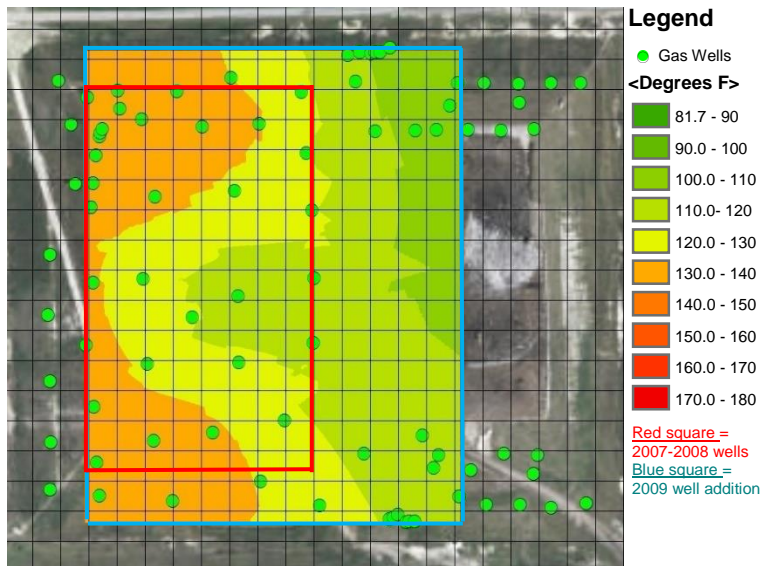 Legend
Gas Wells
<Degrees F>
81.7 - 90
90.0 - 100
100.0 - 110
110.0- 120
120.0 - 130
130.0 - 140
140.0 - 150
150.0 - 160
160.0 - 170
170.0 - 180
Red square =
2007-2008 wells
Blue square =
2009 well addition